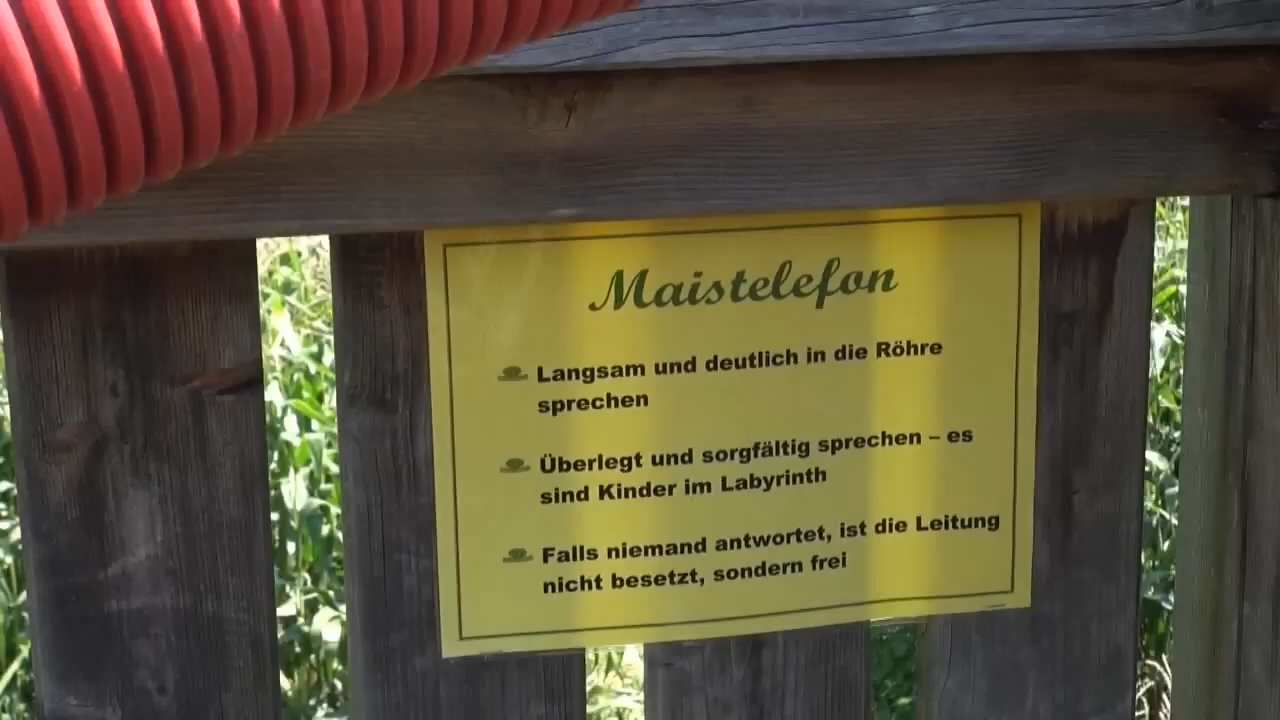 Maistelefon
Langsam und deutlich in die Röhre
sprechen
Überlegt und sorgfältig sprechen – es
sind Kinder im Labyrinth
Falls niemand antwortet, ist die Leitung
nicht besetzt, sondern frei